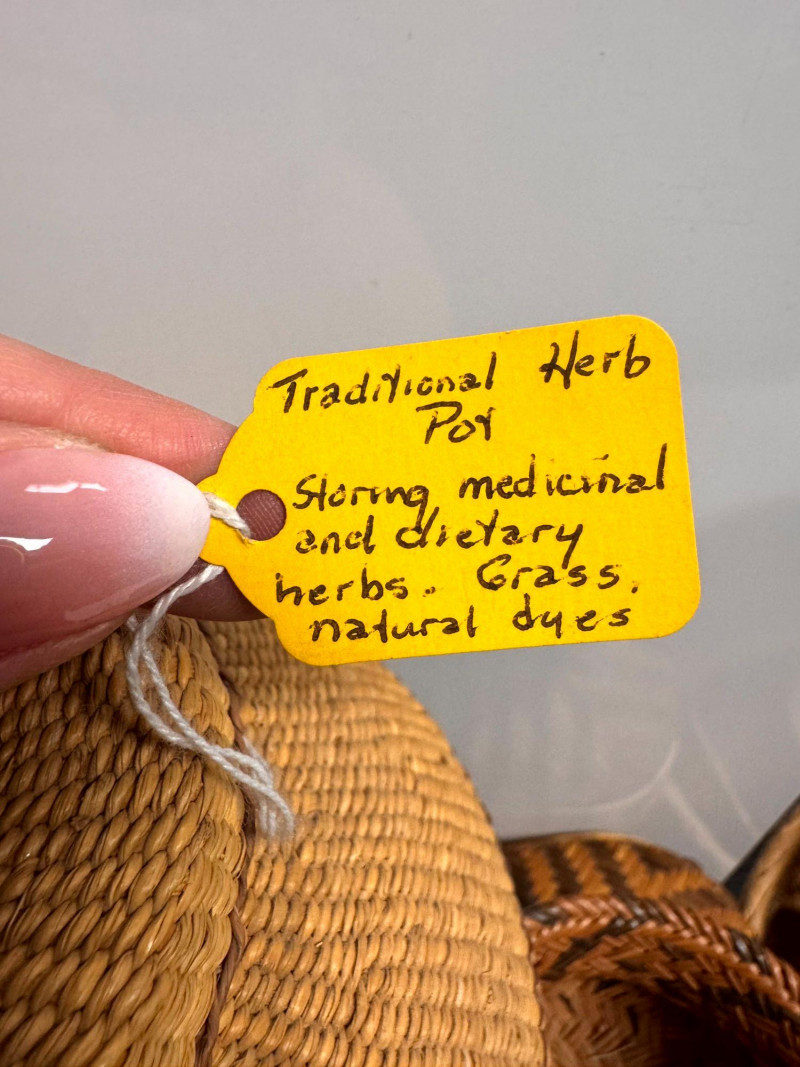 Traditional Herb
Pot
Storing medicinal
and dietary
herbs. Grass,
natural dyes